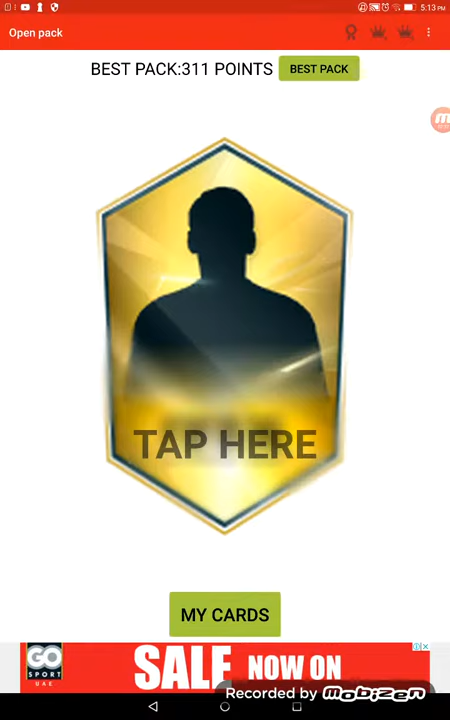 5:13 PM
Open pack
BEST PACK:311 POINTS
BEST PACK
TAP HERE
MY CARDS
GO
SPORT
UAE
SALE NOW ON
Recorded by mobizen